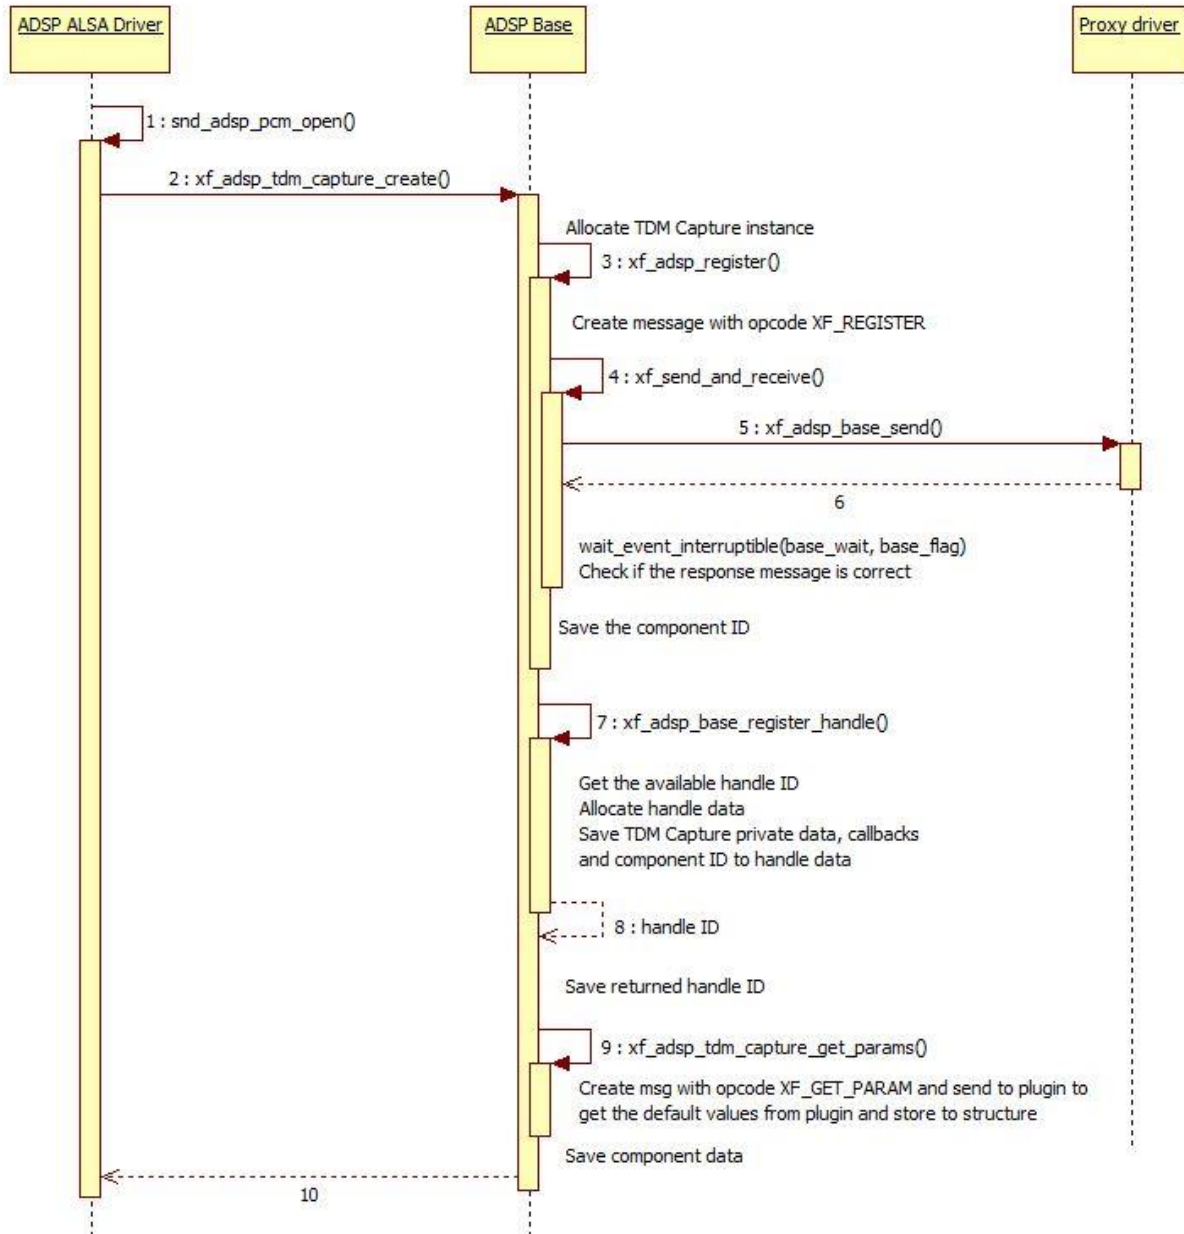 ADSP ALSA Driver
ADSP Base
Proxy driver
1 : snd_adsp_pcm_open()
2 : xf_adsp_tdm_capture_create()
Allocate TDM Capture instance
3 : xf_adsp_register()
Create message with opcode XF_REGISTER
4 : xf_send_and_receive()
5 : xf_adsp_base_send()
6
wait_event_interruptible(base_wait, base_flag)
Check if the response message is correct
Save the component ID
7 : xf_adsp_base_register_handle()
Get the available handle ID
Allocate handle data
Save TDM Capture private data, callbacks
and component ID to handle data
8 : handle ID
Save returned handle ID
9 : xf_adsp_tdm_capture_get_params()
Create msg with opcode XF_GET_PARAM and send to plugin to
get the default values from plugin and store to structure
Save component data
10